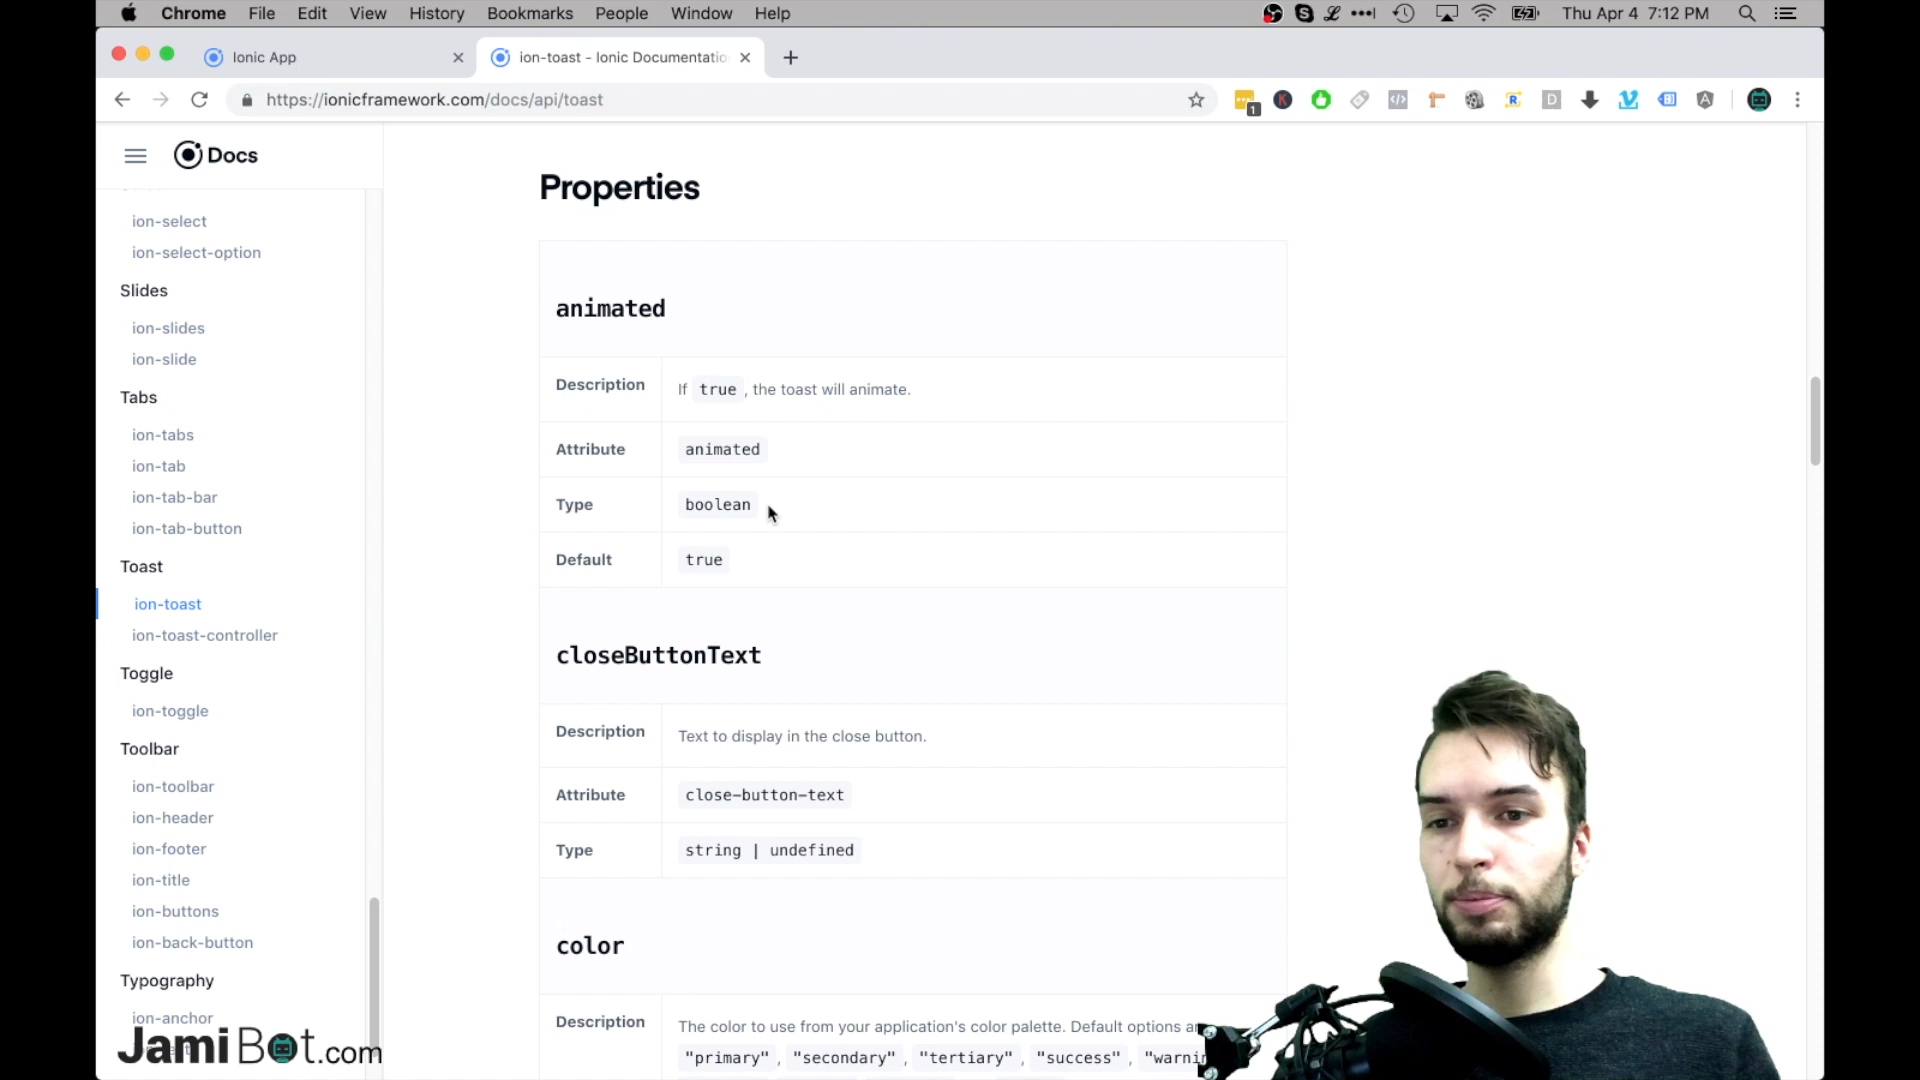 Chrome File Edit View History Bookmarks People Window Help Thu Apr 4 7:12 PM
Ionic App
ion-toast - Ionic Documentatio
https://ionicframework.com/docs/api/toast
1
Docs
ion-select
ion-select-option
Slides
ion-slides
ion-slide
Tabs
ion-tabs
ion-tab
ion-tab-bar
ion-tab-button
Toast
ion-toast
ion-toast-controller
Toggle
ion-toggle
Toolbar
ion-toolbar
ion-header
ion-footer
ion-title
ion-buttons
ion-back-button
Typography
ion-anchor
JamiBot.com
Properties
animated
Description If true , the toast will animate.
Attribute animated
Type boolean
Default true
closeButtonText
Description Text to display in the close button.
Attribute close-button-text
Type string | undefined
color
Description The color to use from your application's color palette. Default options
"primary" , "secondary" , "tertiary" , "success" , "warni